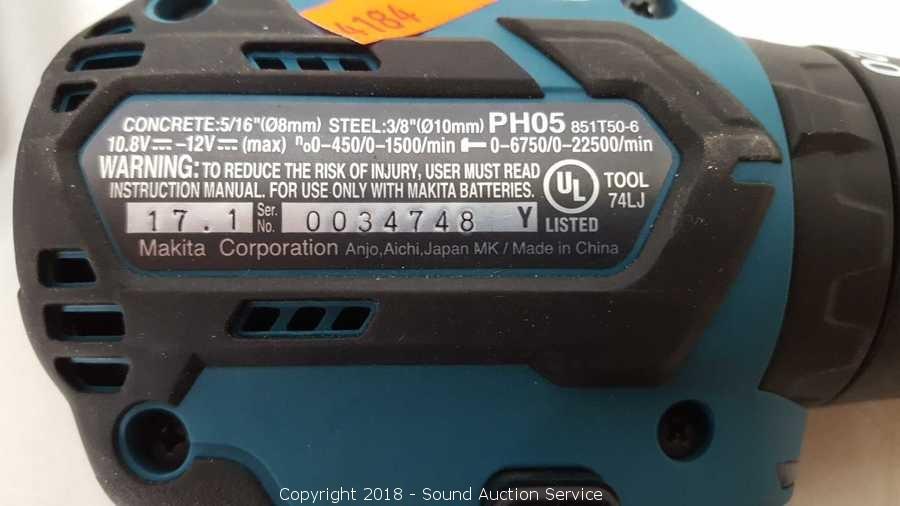 4184
CONCRETE:5/16"(Ø8mm) STEEL:3/8"(Ø10mm) PH05 851T50-6
10.8V⎓ -12V⎓ (max) n₀0-450/0-1500/min 0-6750/0-22500/min
WARNING: TO REDUCE THE RISK OF INJURY, USER MUST READ
INSTRUCTION MANUAL. FOR USE ONLY WITH MAKITA BATTERIES.
UL LISTED
TOOL
74LJ
17.1 Ser. No. 0034748 Y
Makita Corporation Anjo,Aichi,Japan MK / Made in China
Copyright 2018 - Sound Auction Service